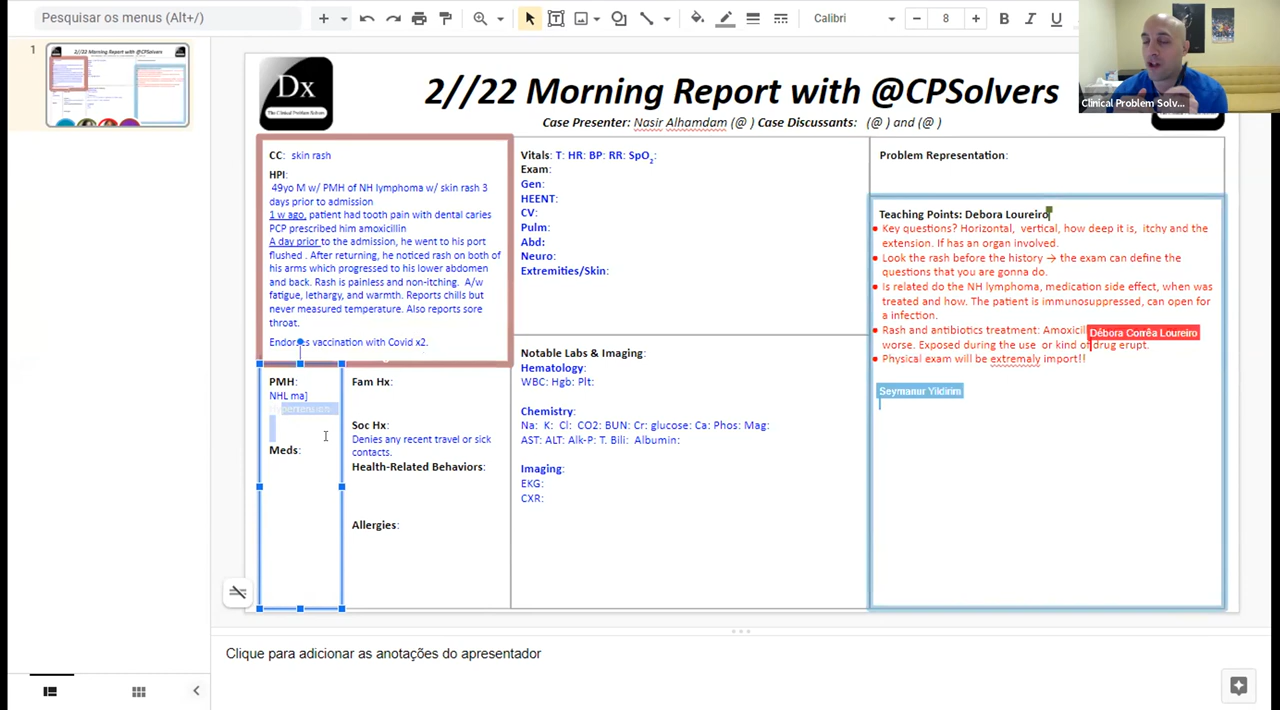 Pesquisar os menus (Alt+/)
Calibri
8
B
I
U
1
Dx
The Clinical Problem Solvers
2//22 Morning Report with @CPSolvers
Case Presenter: Nasir Alhamdam (@ ) Case Discussants: (@ ) and (@ )
Clinical Problem Solv...
CC: skin rash
HPI:
49yo M w/ PMH of NH lymphoma w/ skin rash 3
days prior to admission
1 w ago, patient had tooth pain with dental caries
PCP prescribed him amoxicillin
A day prior to the admission, he went to his port
flushed . After returning, he noticed rash on both of
his arms which progressed to his lower abdomen
and back. Rash is painless and non-itching. A/w
fatigue, lethargy, and warmth. Reports chills but
never measured temperature. Also reports sore
throat.
Endorses vaccination with Covid x2.
PMH:
NHL ma]
Meds:
Fam Hx:
Soc Hx:
Denies any recent travel or sick
contacts.
Health-Related Behaviors:
Allergies:
Vitals: T: HR: BP: RR: SpO2:
Exam:
Gen:
HEENT:
CV:
Pulm:
Abd:
Neuro:
Extremities/Skin:
Notable Labs & Imaging:
Hematology:
WBC: Hgb: Plt:
Chemistry:
Na: K: Cl: CO2: BUN: Cr: glucose: Ca: Phos: Mag:
AST: ALT: Alk-P: T. Bili: Albumin:
Imaging:
EKG:
CXR:
Problem Representation:
Teaching Points: Debora Loureiro
Key questions? Horizontal, vertical, how deep it is, itchy and the
extension. If has an organ involved.
Look the rash before the history → the exam can define the
questions that you are gonna do.
Is related do the NH lymphoma, medication side effect, when was
treated and how. The patient is immunosuppressed, can open for
a infection.
Rash and antibiotics treatment:
Débora Corrêa Loureiro
worse. Exposed during the use or kind of drug erupt.
Physical exam will be extremaly import!!
Seymanur Yildirim
Clique para adicionar as anotações do apresentador